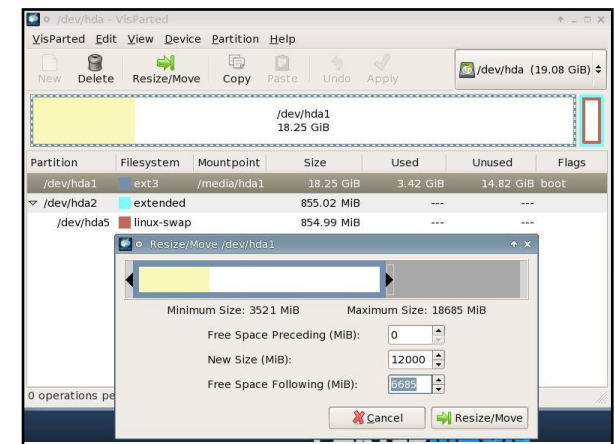 /dev/hda - VisParted
VisParted Edit View Device Partition Help
New Delete Resize/Move Copy Paste Undo Apply /dev/hda (19.08 GiB)
/dev/hda1
18.25 GiB
Partition Filesystem Mountpoint Size Used Unused Flags
/dev/hda1 ext3 /media/hda1 18.25 GiB 3.42 GiB 14.82 GiB boot
/dev/hda2 extended 855.02 MiB --- ---
/dev/hda5 linux-swap 854.99 MiB --- ---
Resize/Move /dev/hda1
Minimum Size: 3521 MiB Maximum Size: 18685 MiB
Free Space Preceding (MiB): 0
New Size (MiB): 12000
Free Space Following (MiB): 6685
0 operations pe
Cancel Resize/Move